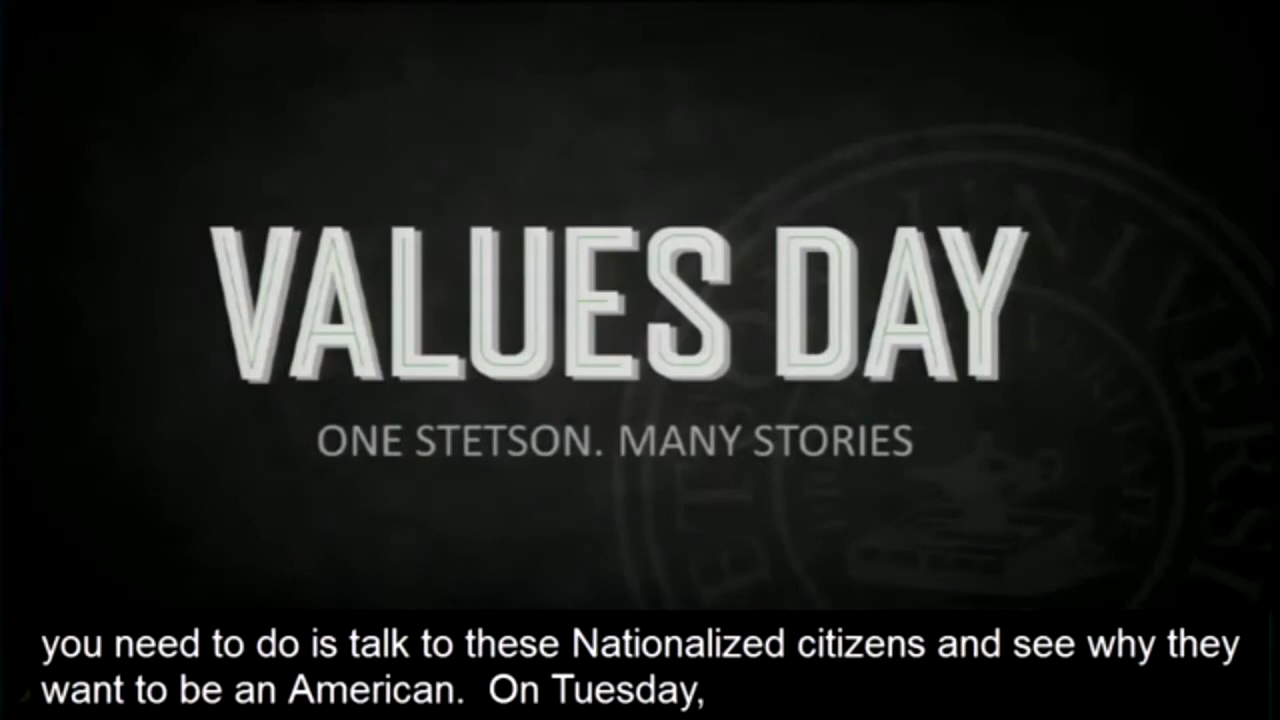 VALUES DAY
ONE STETSON. MANY STORIES
UNIVERSI
you need to do is talk to these Nationalized citizens and see why they
want to be an American.  On Tuesday,